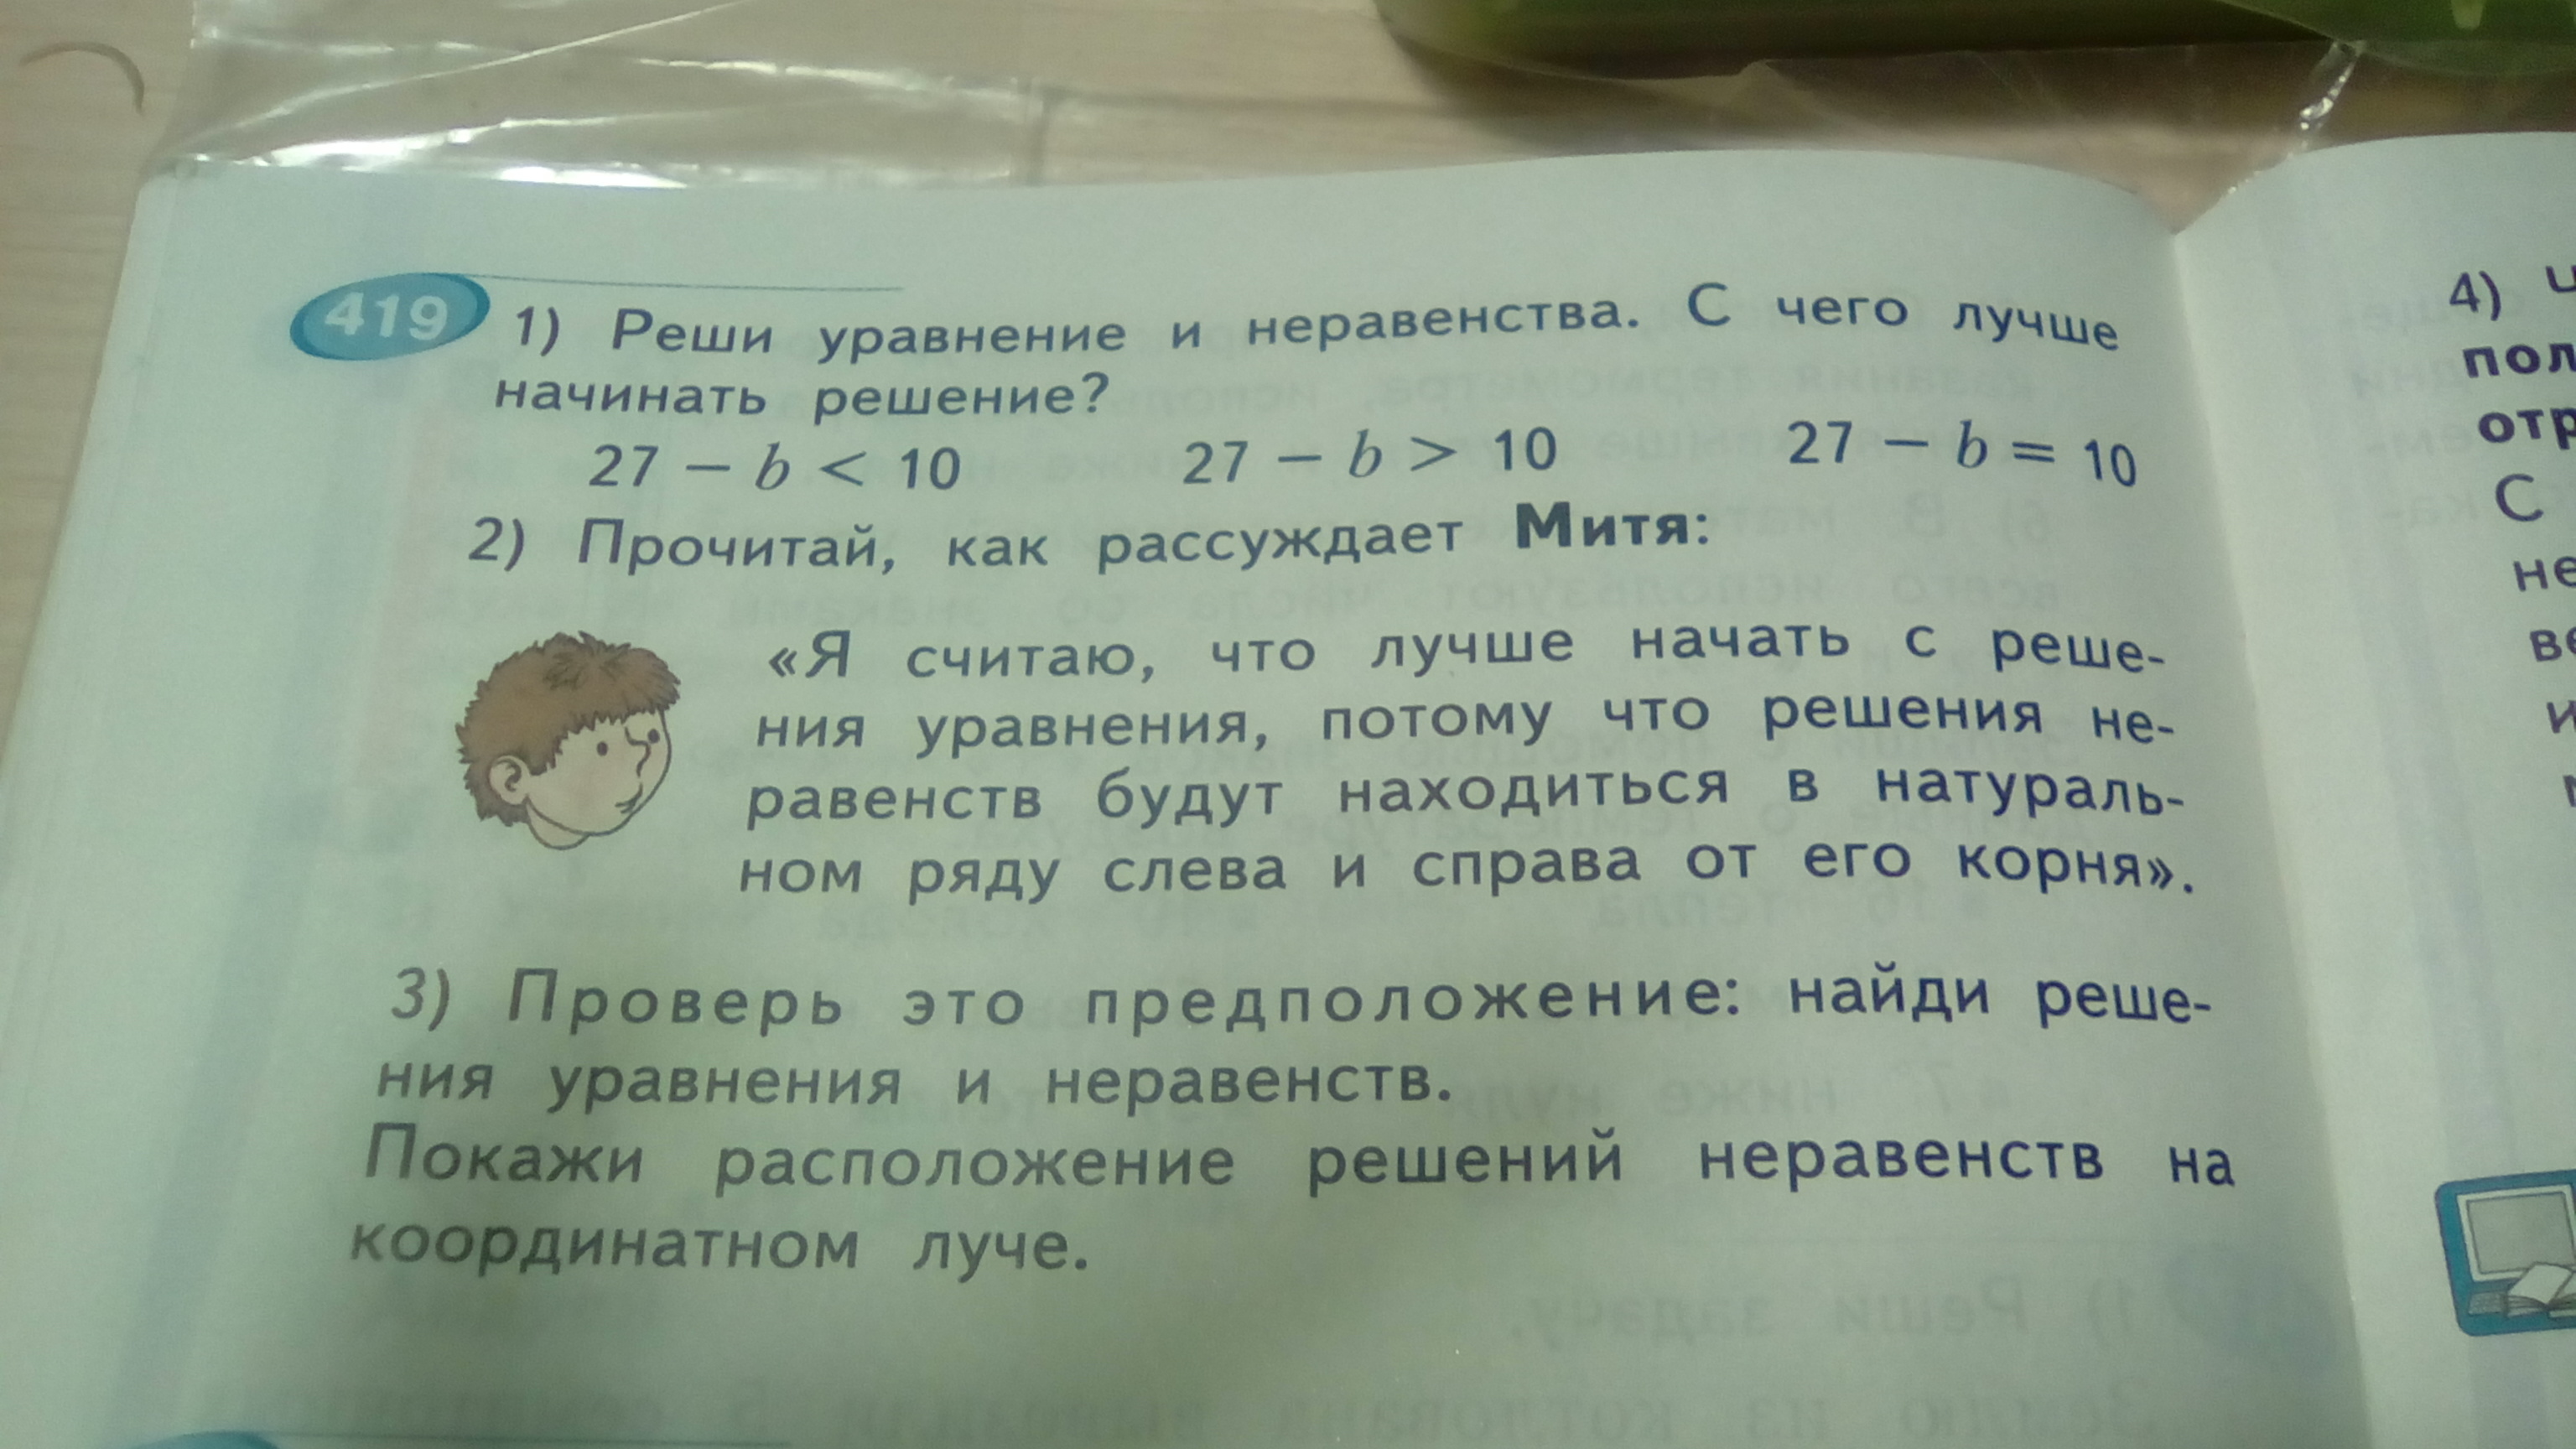 419 1) Реши уравнение и неравенства. С чего лучше
начинать решение?
27 − b < 10 27 − b > 10 27 − b = 10
2) Прочитай, как рассуждает Митя:
«Я считаю, что лучше начать с реше-
ния уравнения, потому что решения не-
равенств будут находиться в натураль-
ном ряду слева и справа от его корня».
3) Проверь это предположение: найди реше-
ния уравнения и неравенств.
Покажи расположение решений неравенств на
координатном луче.
4)
пол
отр
С
не